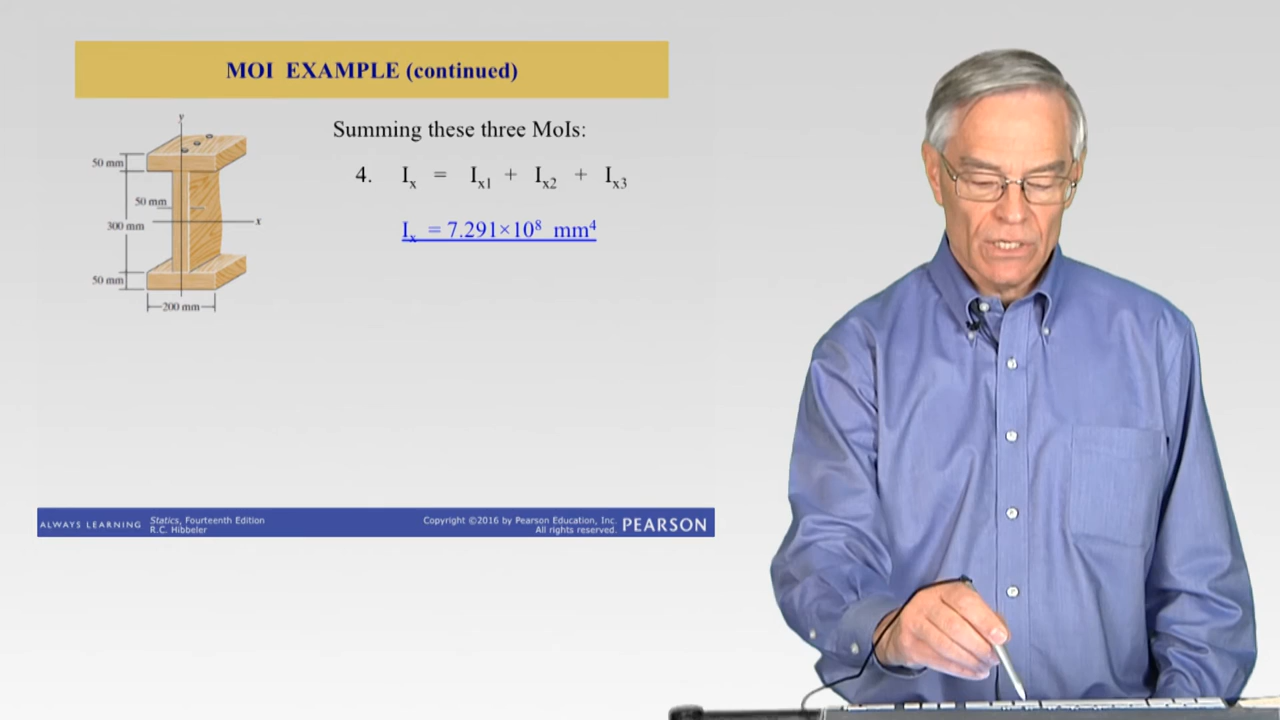 MOI EXAMPLE (continued)
Summing these three MoIs:
4. Ix = Ix1 + Ix2 + Ix3
Ix = 7.291×10⁸ mm⁴
y
50 mm
50 mm
x
300 mm
50 mm
200 mm
ALWAYS LEARNING
Statics, Fourteenth Edition
R.C. Hibbeler
Copyright ©2016 by Pearson Education, Inc.
All rights reserved.
PEARSON